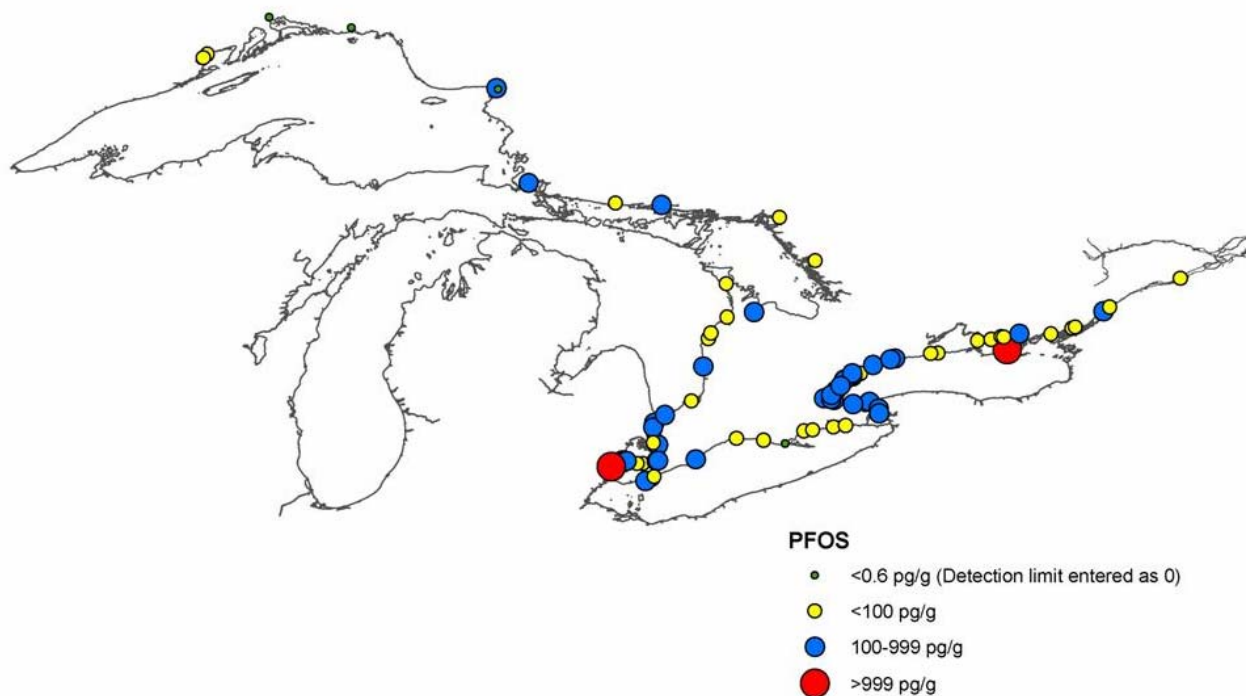 PFOS
<0.6 pg/g (Detection limit entered as 0)
<100 pg/g
100-999 pg/g
>999 pg/g